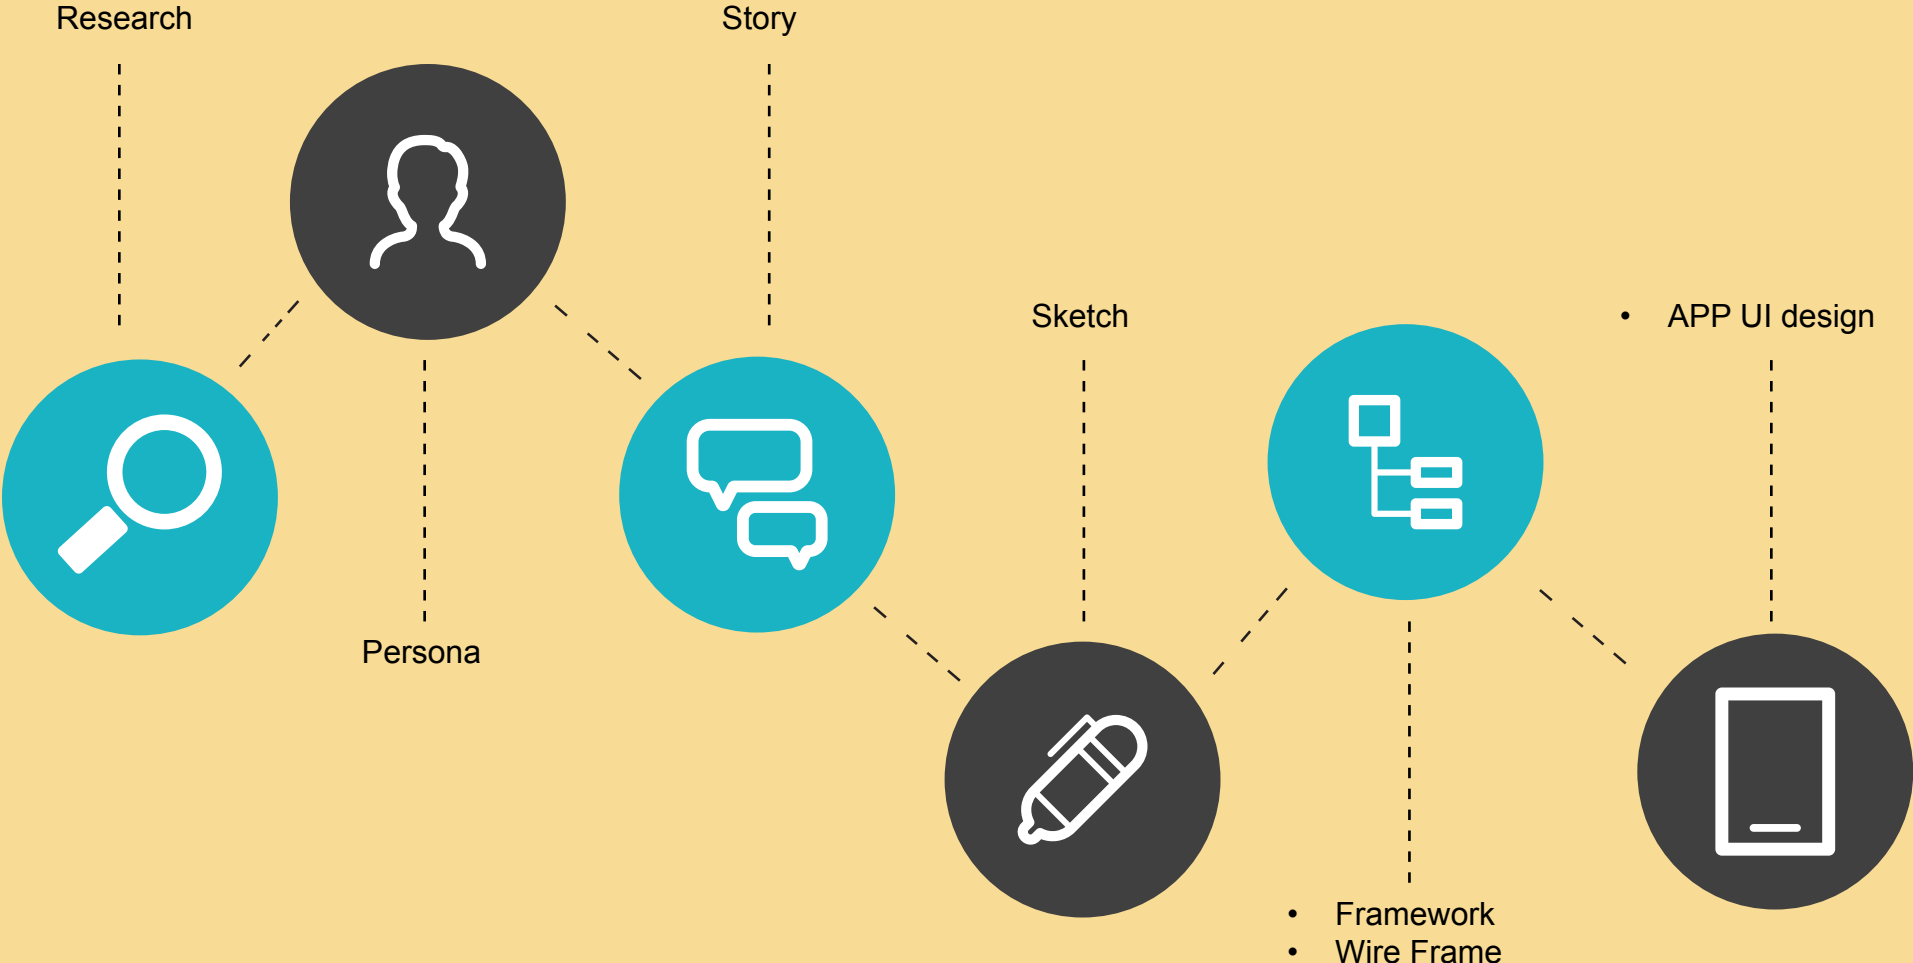 Research
Story
Persona
Sketch
• APP UI design
• Framework
• Wire Frame